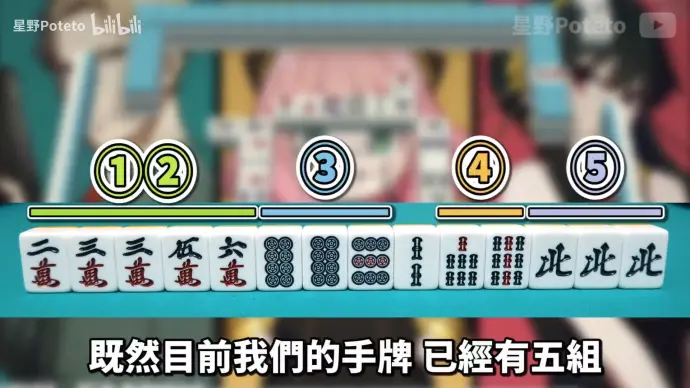 星野Poteto bilibili
星野Poteto
① ② ③ ④ ⑤
二萬 三萬 三萬 伍萬 六萬 北 北 北
既然目前我們的手牌 已經有五組